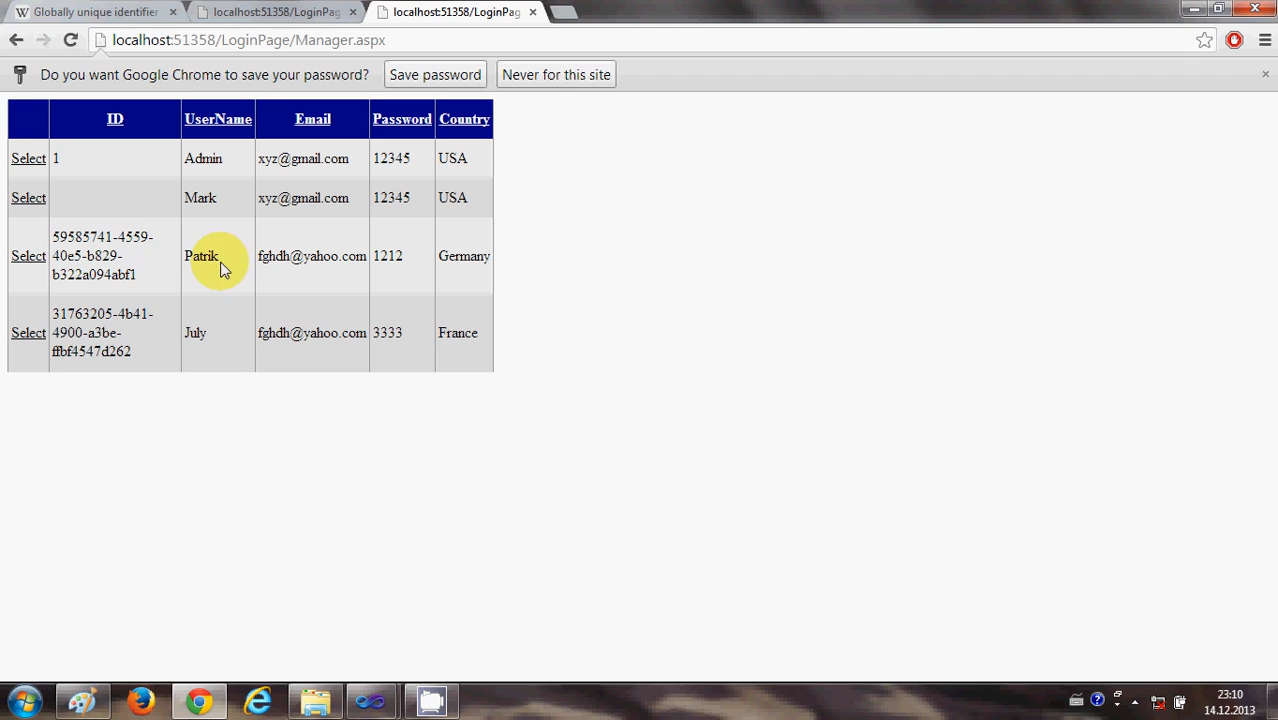 Globally unique identifier
localhost:51358/LoginPag
localhost:51358/LoginPag
localhost:51358/LoginPage/Manager.aspx
Do you want Google Chrome to save your password?
Save password
Never for this site
ID UserName Email Password Country
Select 1 Admin xyz@gmail.com 12345 USA
Select Mark xyz@gmail.com 12345 USA
59585741-4559-
Select 40e5-b829- Patrik fghdh@yahoo.com 1212 Germany
b322a094abf1
31763205-4b41-
Select 4900-a3be- July fghdh@yahoo.com 3333 France
ffbf4547d262
23:10
14.12.2013